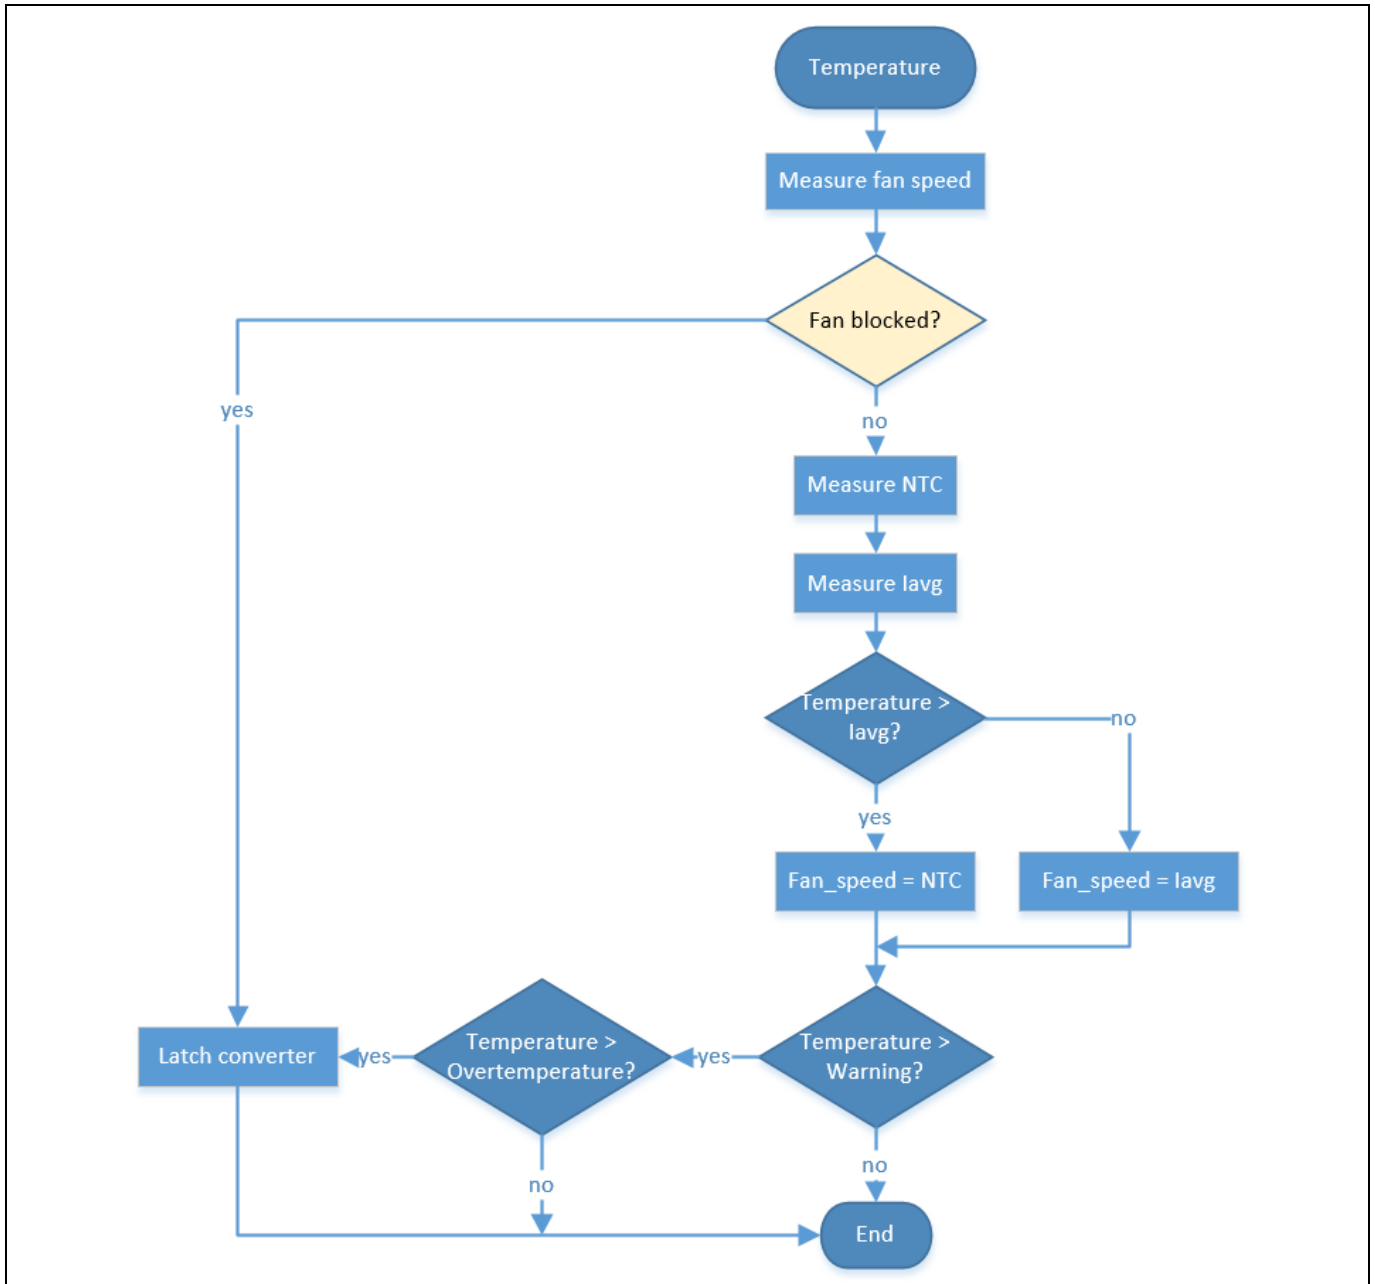 Temperature
Measure fan speed
Fan blocked?
yes
no
Measure NTC
Measure Iavg
Temperature >
Iavg?
no
yes
Fan_speed = NTC
Fan_speed = Iavg
Temperature >
Warning?
yes
Temperature >
Overtemperature?
yes
Latch converter
no
no
End